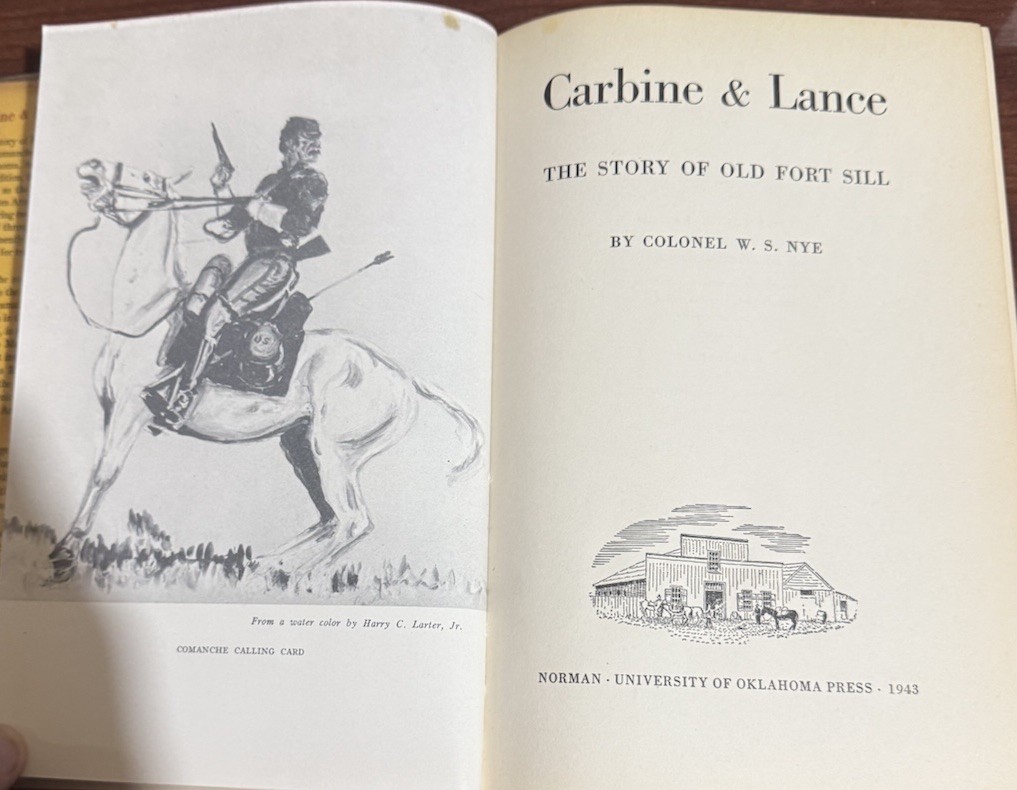 US
From a water color by Harry C. Larter, Jr.
COMANCHE CALLING CARD
Carbine & Lance
THE STORY OF OLD FORT SILL
BY COLONEL W. S. NYE
NORMAN · UNIVERSITY OF OKLAHOMA PRESS · 1943